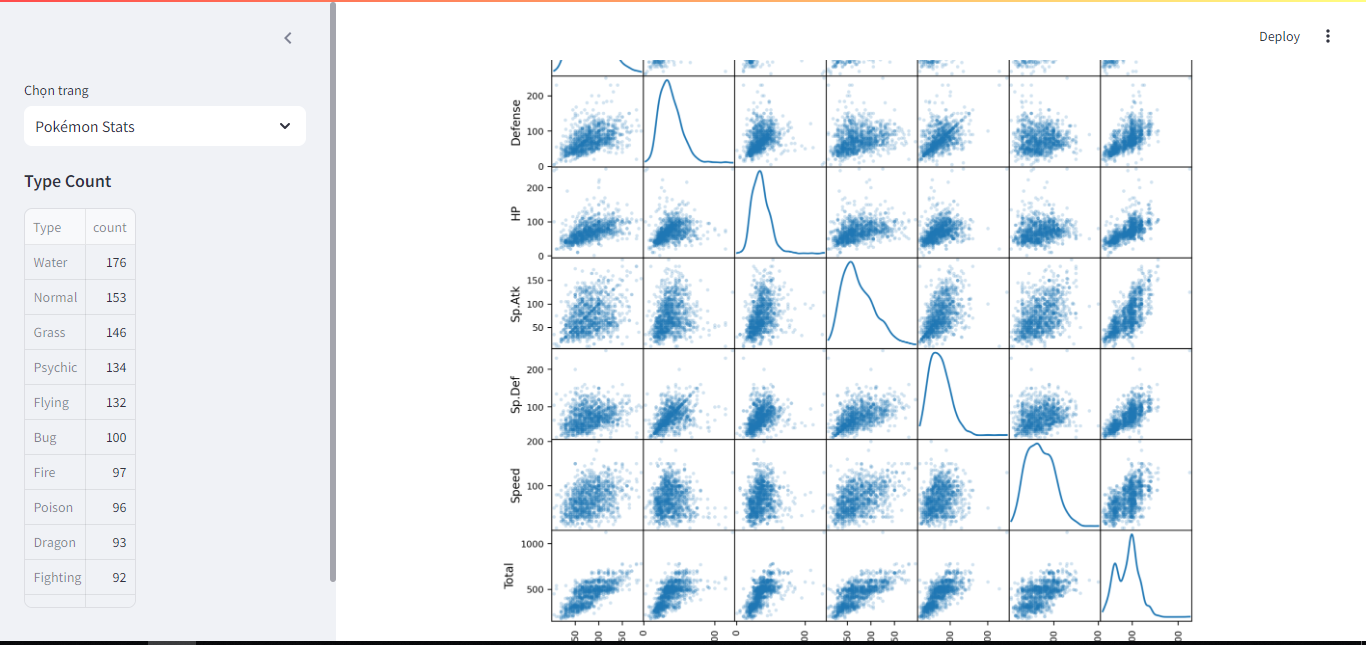 Deploy
Chọn trang
Pokémon Stats
Type Count
Type count
Water 176
Normal 153
Grass 146
Psychic 134
Flying 132
Bug 100
Fire 97
Poison 96
Dragon 93
Fighting 92
Defense
200
100
0
HP
200
100
0
Sp.Atk
150
100
50
Sp.Def
200
100
Speed
200
100
Total
1000
500